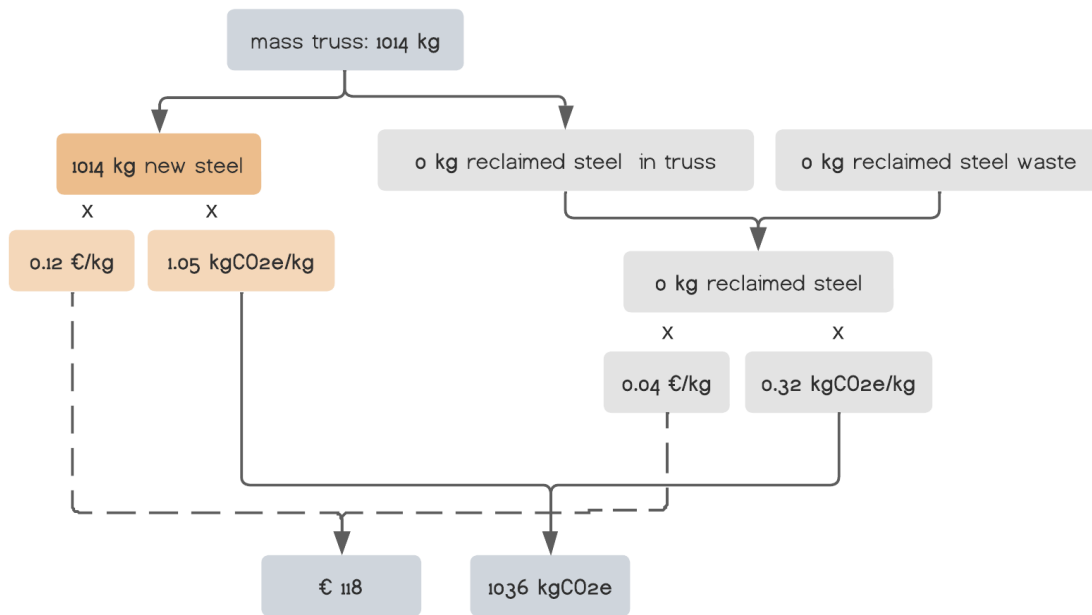 mass truss: 1014 kg
1014 kg new steel
0 kg reclaimed steel in truss
0 kg reclaimed steel waste
x
x
0.12 €/kg
1.05 kgCO2e/kg
0 kg reclaimed steel
x
x
0.04 €/kg
0.32 kgCO2e/kg
€ 118
1036 kgCO2e